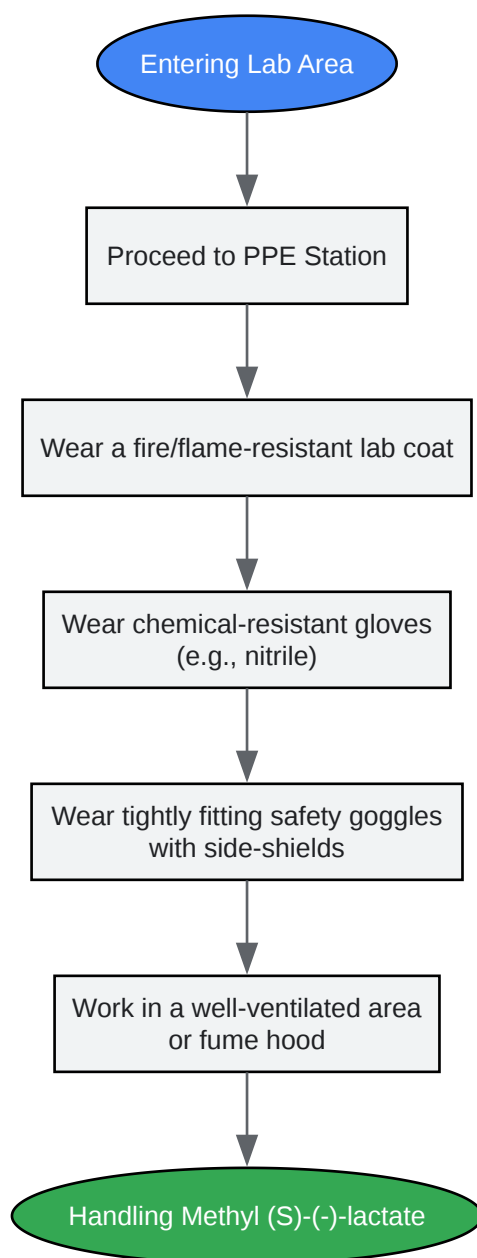 Entering Lab Area
Proceed to PPE Station
Wear a fire/flame-resistant lab coat
Wear chemical-resistant gloves
(e.g., nitrile)
Wear tightly fitting safety goggles
with side-shields
Work in a well-ventilated area
or fume hood
Handling Methyl (S)-(-)-lactate